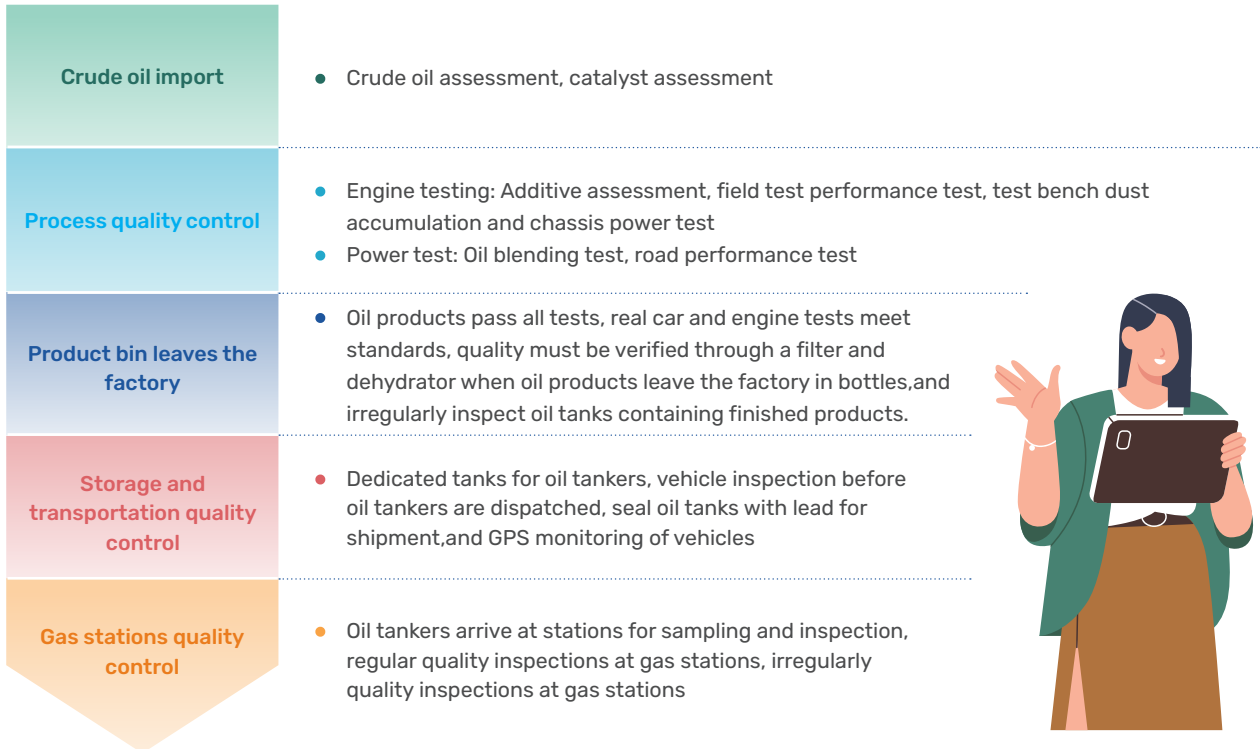 Crude oil import
Crude oil assessment, catalyst assessment
Process quality control
Engine testing: Additive assessment, field test performance test, test bench dust
accumulation and chassis power test
Power test: Oil blending test, road performance test
Product bin leaves the
factory
Oil products pass all tests, real car and engine tests meet
standards, quality must be verified through a filter and
dehydrator when oil products leave the factory in bottles,and
irregularly inspect oil tanks containing finished products.
Storage and
transportation quality
control
Dedicated tanks for oil tankers, vehicle inspection before
oil tankers are dispatched, seal oil tanks with lead for
shipment,and GPS monitoring of vehicles
Gas stations quality
control
Oil tankers arrive at stations for sampling and inspection,
regular quality inspections at gas stations, irregularly
quality inspections at gas stations